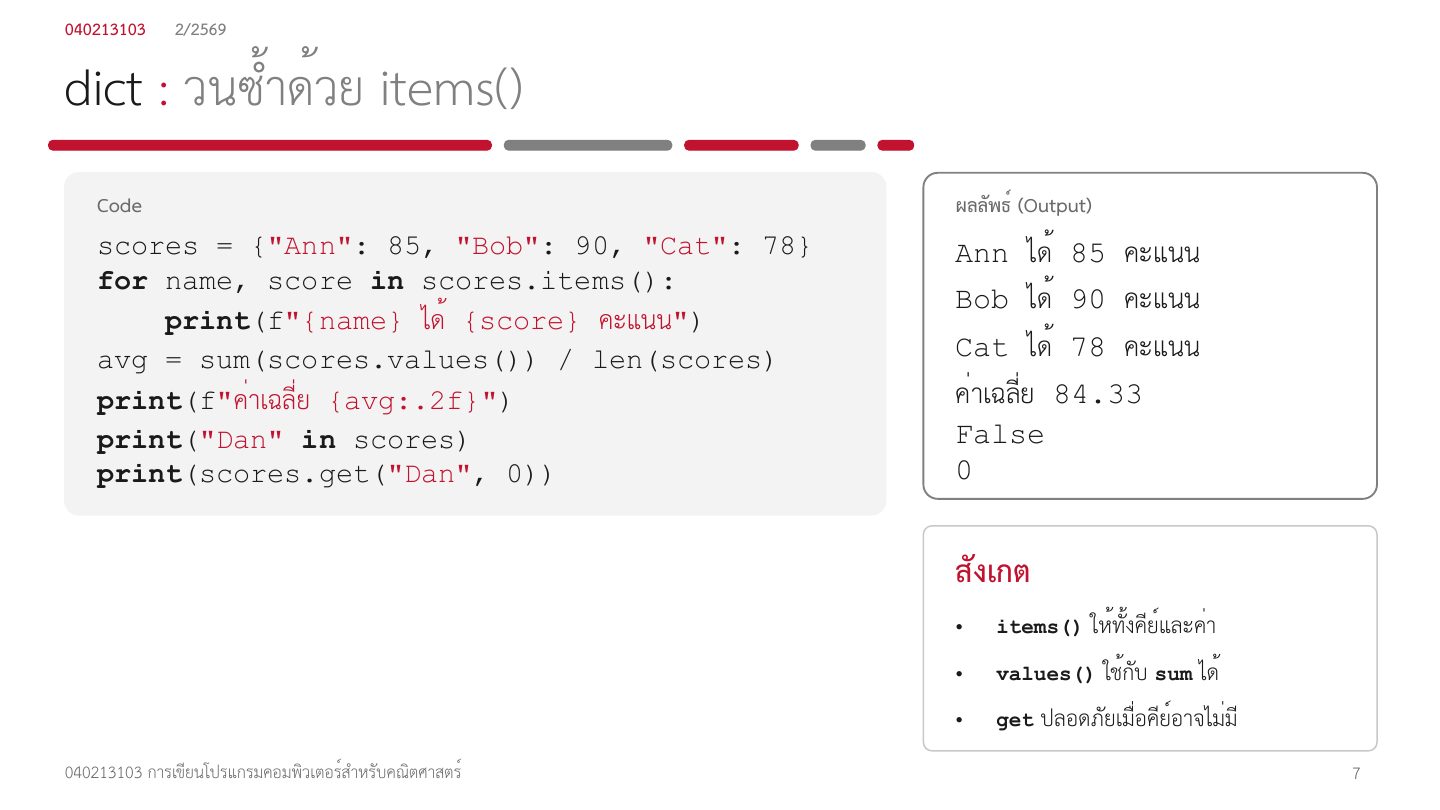 040213103 2/2569
dict : วนซ้ำด้วย items()
Code
scores = {"Ann": 85, "Bob": 90, "Cat": 78}
for name, score in scores.items():
    print(f"{name} ได้ {score} คะแนน")
avg = sum(scores.values()) / len(scores)
print(f"ค่าเฉลี่ย {avg:.2f}")
print("Dan" in scores)
print(scores.get("Dan", 0))
ผลลัพธ์ (Output)
Ann ได้ 85 คะแนน
Bob ได้ 90 คะแนน
Cat ได้ 78 คะแนน
ค่าเฉลี่ย 84.33
False
0
สังเกต
• items() ให้ทั้งคีย์และค่า
• values() ใช้กับ sum ได้
• get ปลอดภัยเมื่อคีย์อาจไม่มี
040213103 การเขียนโปรแกรมคอมพิวเตอร์สำหรับคณิตศาสตร์
7